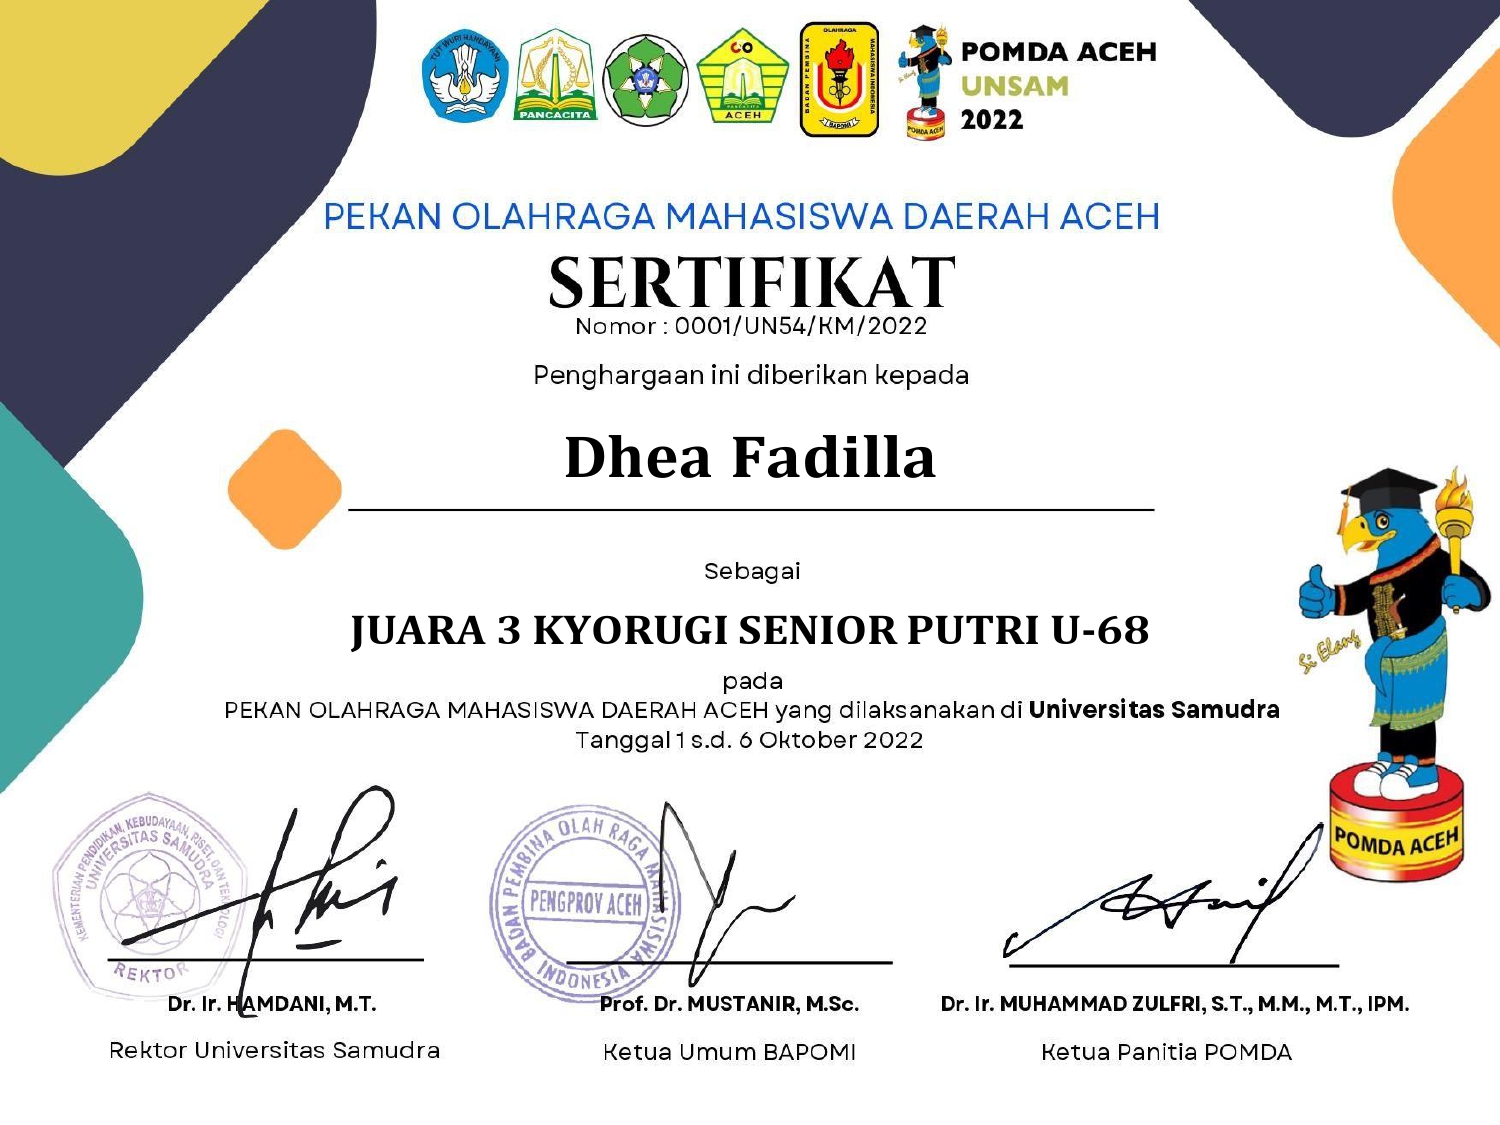 TUT WURI HANDAYANI
PANCACITA
PANCACITA
ACEH
OLAHRAGA
BADAN PEMBINA
MAHASISWA INDONESIA
BAPOMI
Si Elang
POMDA ACEH
POMDA ACEH
UNSAM
2022
PEKAN OLAHRAGA MAHASISWA DAERAH ACEH
SERTIFIKAT
Nomor : 0001/UN54/KM/2022
Penghargaan ini diberikan kepada
Dhea Fadilla
Sebagai
JUARA 3 KYORUGI SENIOR PUTRI U-68
pada
PEKAN OLAHRAGA MAHASISWA DAERAH ACEH yang dilaksanakan di Universitas Samudra
Tanggal 1 s.d. 6 Oktober 2022
Si Elang
POMDA ACEH
KEMENTERIAN PENDIDIKAN, KEBUDAYAAN, RISET, DAN TEKNOLOGI
UNIVERSITAS SAMUDRA
REKTOR
BADAN PEMBINA OLAH RAGA MAHASISWA INDONESIA
PENGPROV ACEH
Dr. Ir. HAMDANI, M.T.
Rektor Universitas Samudra
Prof. Dr. MUSTANIR, M.Sc.
Ketua Umum BAPOMI
Dr. Ir. MUHAMMAD ZULFRI, S.T., M.M., M.T., IPM.
Ketua Panitia POMDA